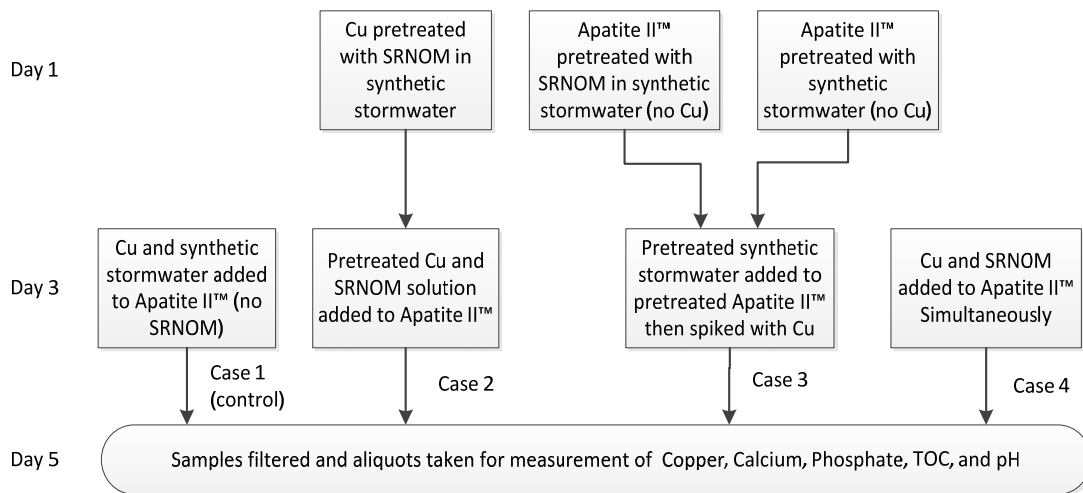 Day 1
Cu pretreated
with SRNOM in
synthetic
stormwater
Apatite II™
pretreated with
SRNOM in synthetic
stormwater (no Cu)
Apatite II™
pretreated with
synthetic
stormwater (no Cu)
Day 3
Cu and synthetic
stormwater added
to Apatite II™ (no
SRNOM)
Pretreated Cu and
SRNOM solution
added to Apatite II™
Pretreated synthetic
stormwater added to
pretreated Apatite II™
then spiked with Cu
Cu and SRNOM
added to Apatite II™
Simultaneously
Case 1
(control)
Case 2
Case 3
Case 4
Day 5
Samples filtered and aliquots taken for measurement of Copper, Calcium, Phosphate, TOC, and pH